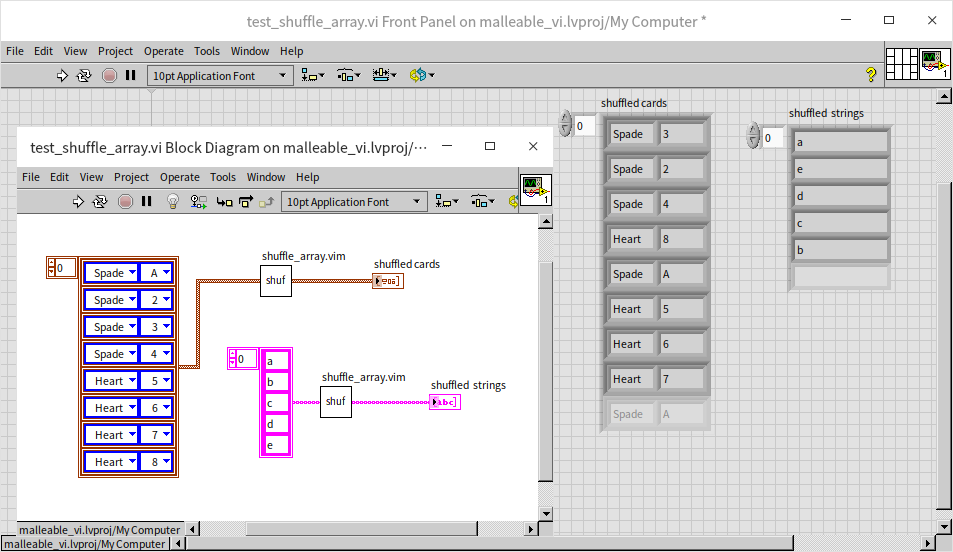 test_shuffle_array.vi Front Panel on malleable_vi.lvproj/My Computer *
File Edit View Project Operate Tools Window Help
10pt Application Font
?
1
shuffled cards
0
Spade 3
Spade 2
Spade 4
Heart 8
Spade A
Heart 5
Heart 6
Heart 7
Spade A
shuffled strings
0
a
e
d
c
b
test_shuffle_array.vi Block Diagram on malleable_vi.lvproj/···
File Edit View Project Operate Tools Window Help
10pt Application Font
1
0
Spade A
Spade 2
Spade 3
Spade 4
Heart 5
Heart 6
Heart 7
Heart 8
shuffle_array.vim
shuf
shuffled cards
0
a
b
c
d
e
shuffle_array.vim
shuf
shuffled strings
abc
malleable_vi.lvproj/My Computer
malleable_vi.lvproj/My Computer